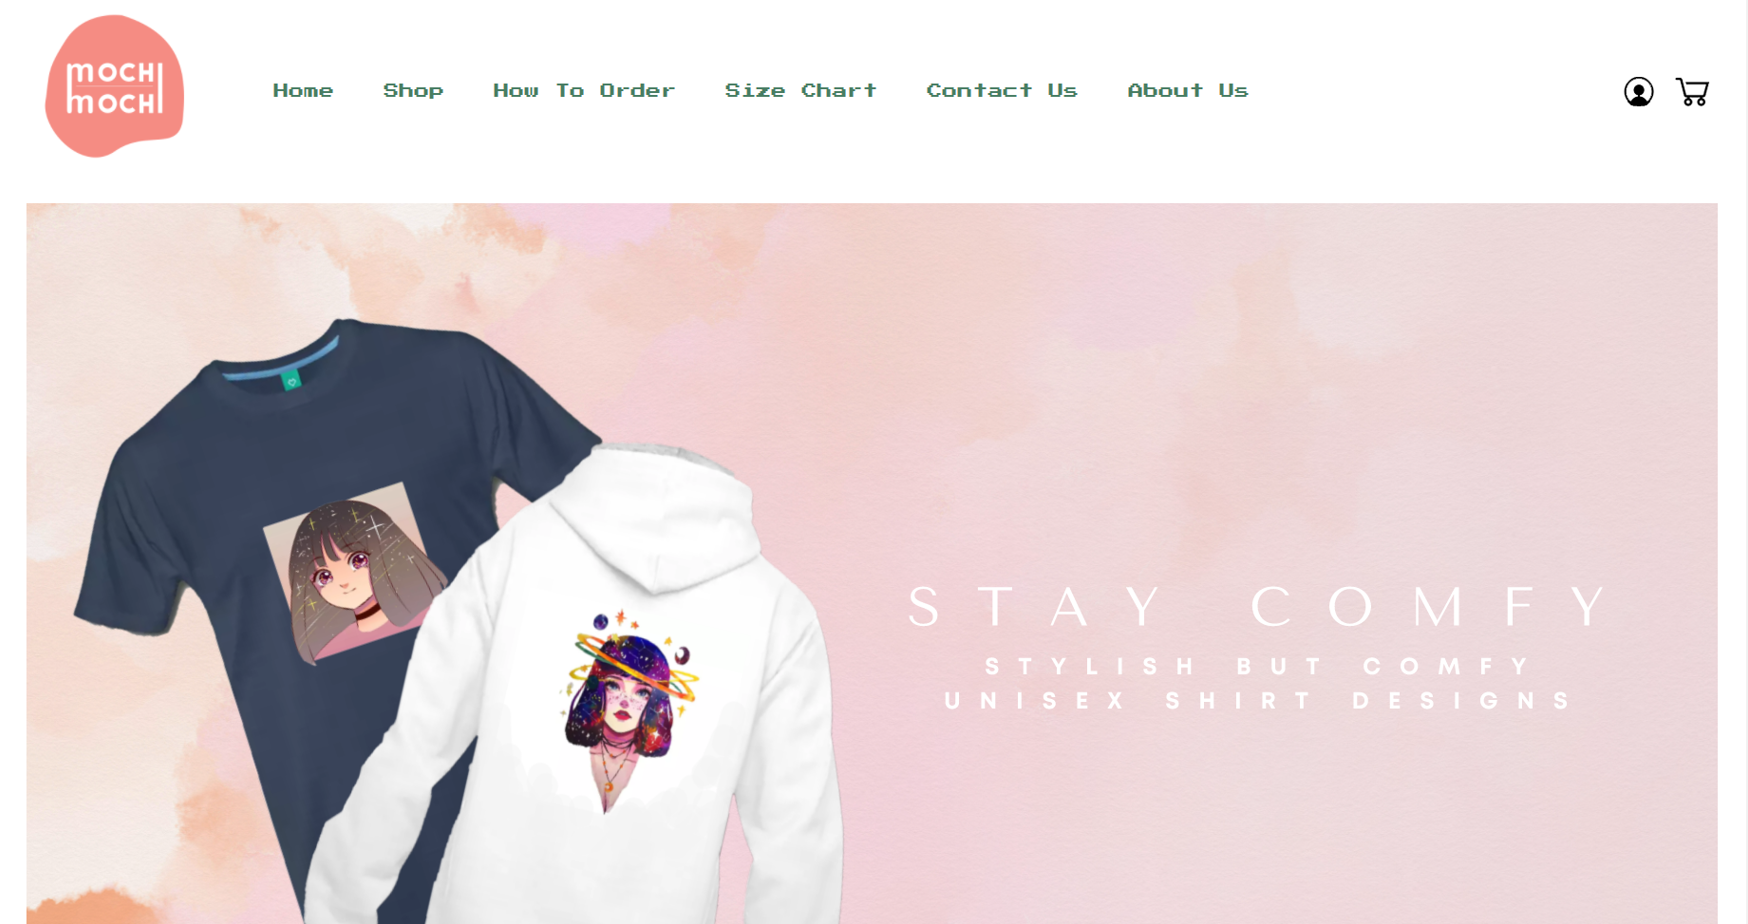 MOCHI
MOCHI
Home Shop How To Order Size Chart Contact Us About Us
STAY COMFY
STYLISH BUT COMFY
UNISEX SHIRT DESIGNS